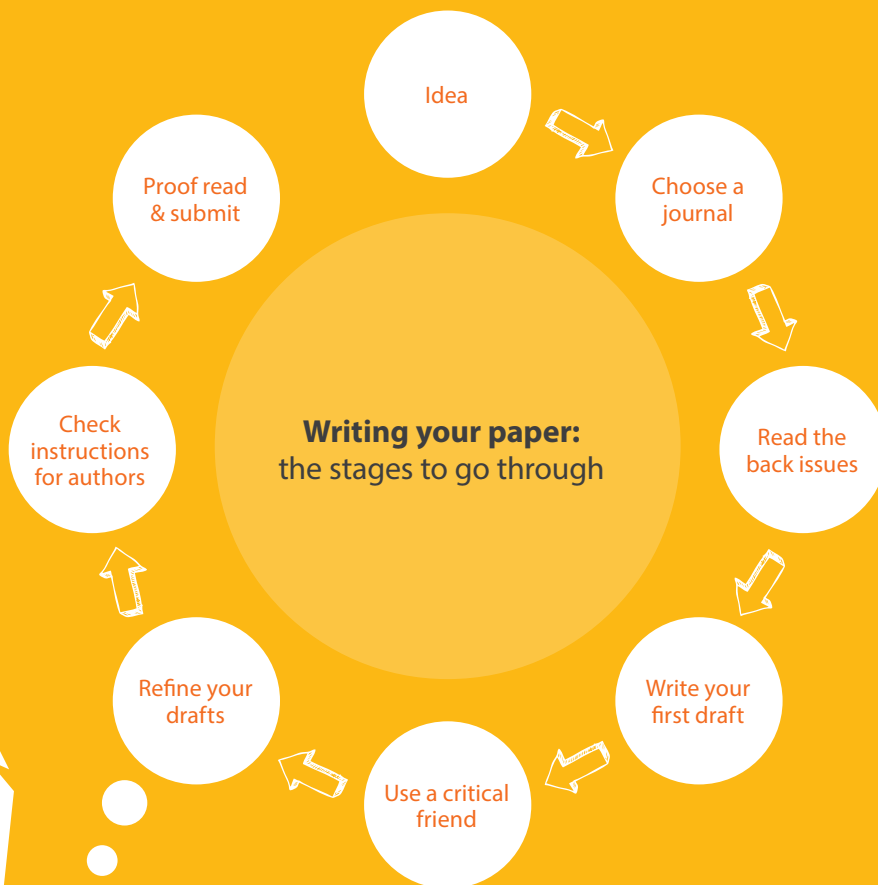 Idea
Choose a
journal
Read the
back issues
Write your
first draft
Use a critical
friend
Refine your
drafts
Check
instructions
for authors
Proof read
& submit
Writing your paper:
the stages to go through